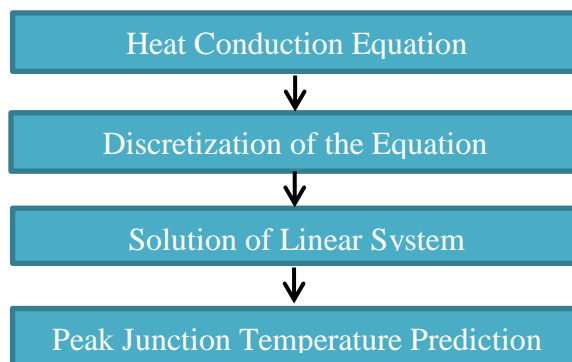 Heat Conduction Equation
Discretization of the Equation
Solution of Linear System
Peak Junction Temperature Prediction